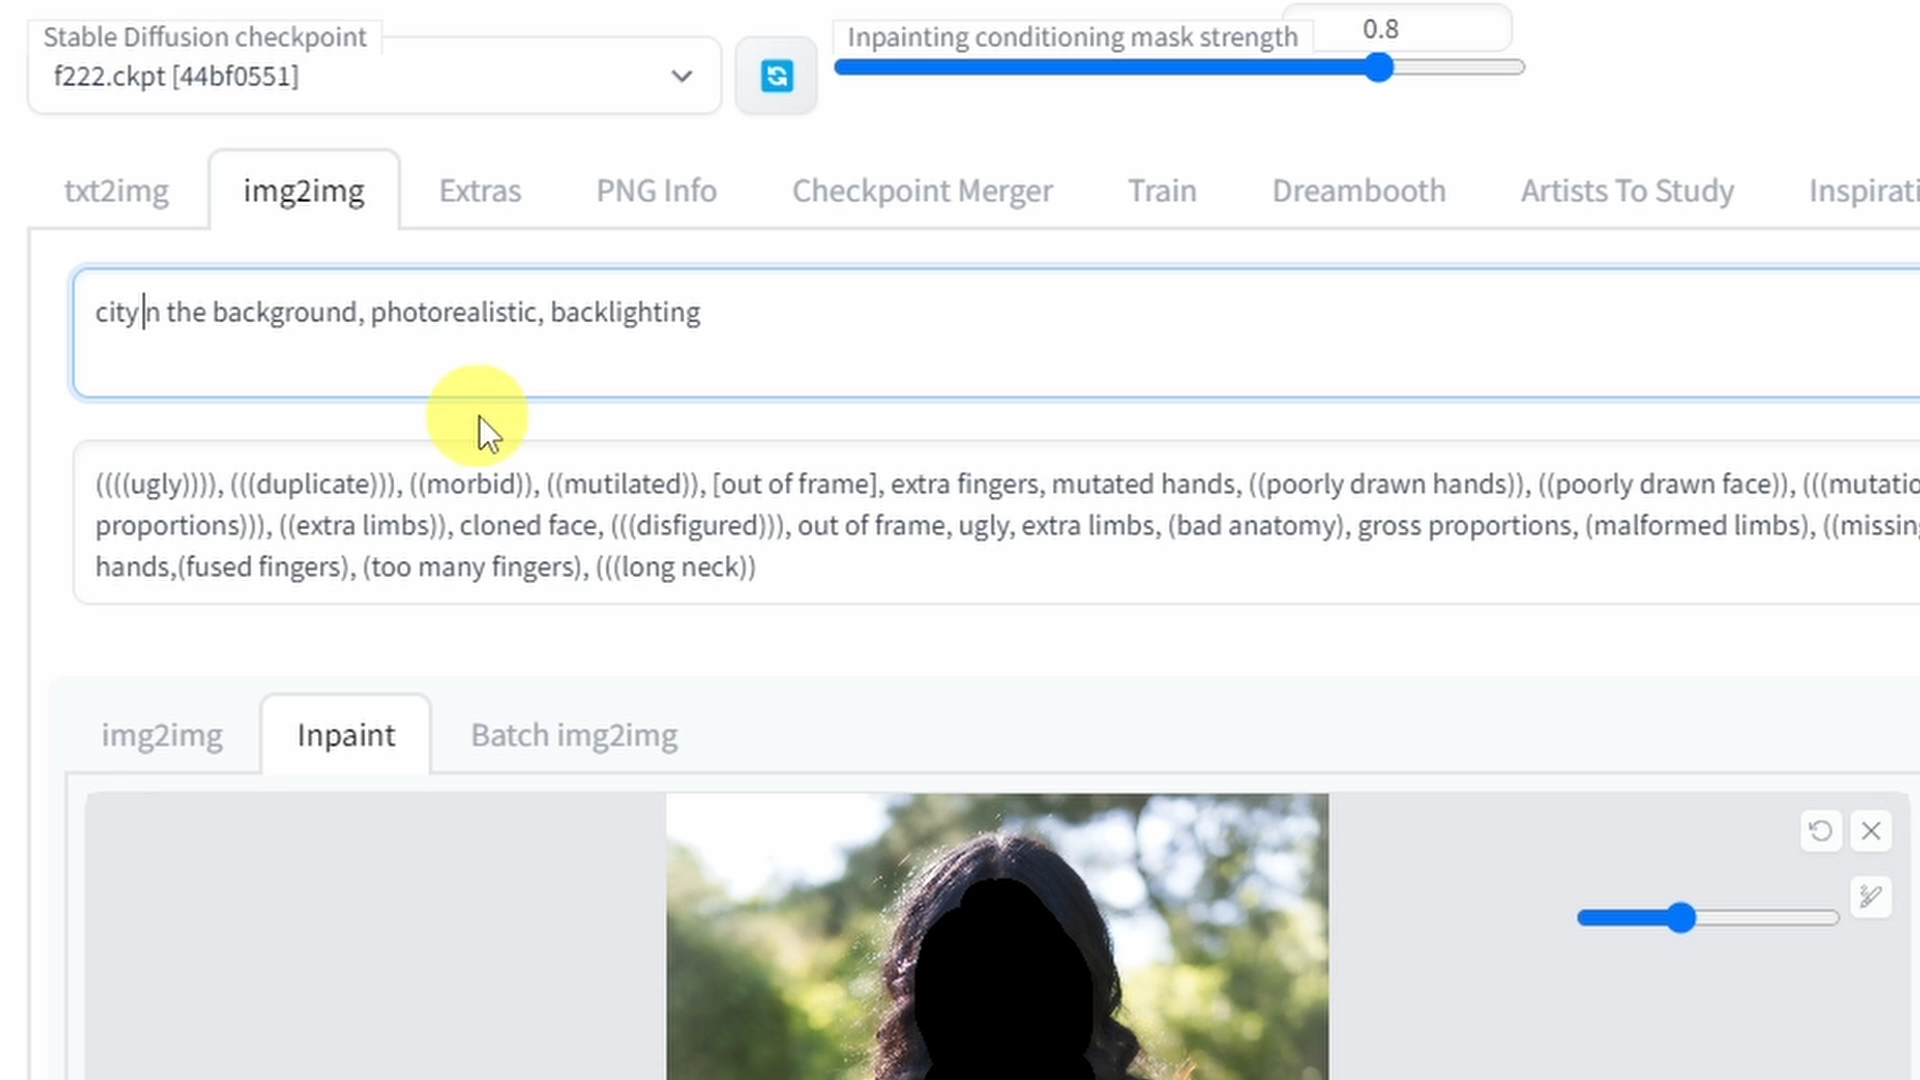 Stable Diffusion checkpoint
f222.ckpt [44bf0551]
Inpainting conditioning mask strength
0.8
txt2img
img2img
Extras
PNG Info
Checkpoint Merger
Train
Dreambooth
Artists To Study
Inspirati
city n the background, photorealistic, backlighting
((((ugly)))), (((duplicate))), ((morbid)), ((mutilated)), [out of frame], extra fingers, mutated hands, ((poorly drawn hands)), ((poorly drawn face)), (((mutatio
proportions))), ((extra limbs)), cloned face, (((disfigured))), out of frame, ugly, extra limbs, (bad anatomy), gross proportions, (malformed limbs), ((missing
hands,(fused fingers), (too many fingers), (((long neck))
img2img
Inpaint
Batch img2img